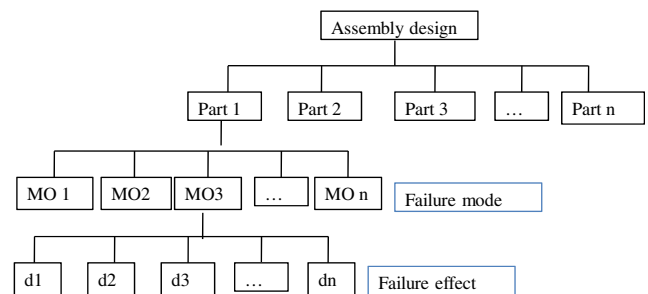 Assembly design
Part 1 Part 2 Part 3 ... Part n
MO 1 MO2 MO3 ... MO n Failure mode
d1 d2 d3 ... dn Failure effect